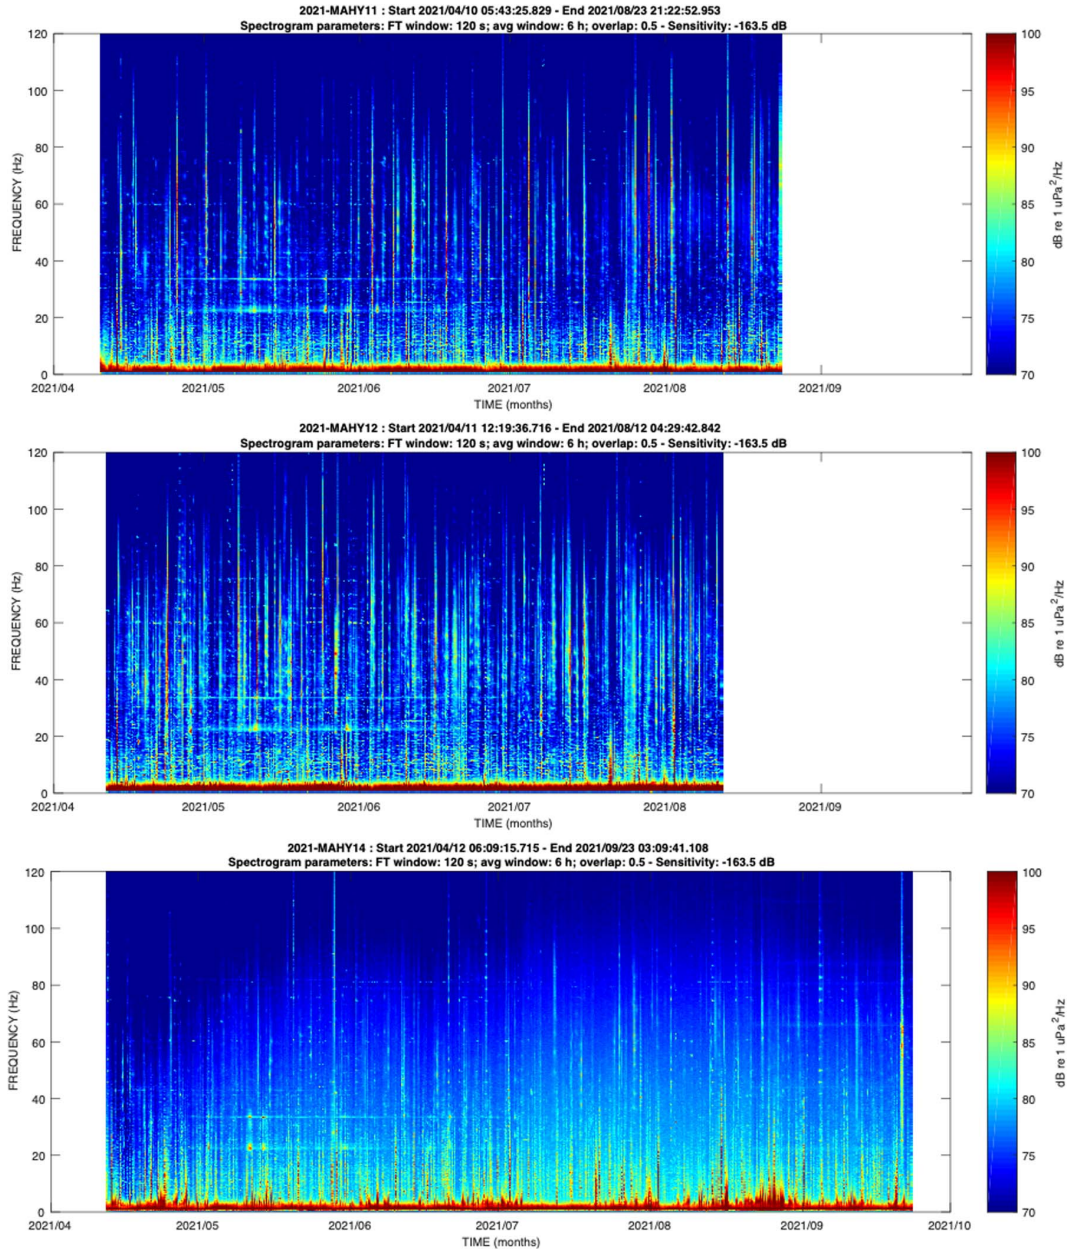 2021-MAHY11 : Start 2021/04/10 05:43:25.829 - End 2021/08/23 21:22:52.953
Spectrogram parameters: FT window: 120 s; avg window: 6 h; overlap: 0.5 - Sensitivity: -163.5 dB
120
100
80
60
40
20
0
FREQUENCY (Hz)
2021/04 2021/05 2021/06 2021/07 2021/08 2021/09
TIME (months)
100
95
90
85
80
75
70
dB re 1 uPa²/Hz
2021-MAHY12 : Start 2021/04/11 12:19:36.716 - End 2021/08/12 04:29:42.842
Spectrogram parameters: FT window: 120 s; avg window: 6 h; overlap: 0.5 - Sensitivity: -163.5 dB
120
100
80
60
40
20
0
FREQUENCY (Hz)
2021/04 2021/05 2021/06 2021/07 2021/08 2021/09
TIME (months)
100
95
90
85
80
75
70
dB re 1 uPa²/Hz
2021-MAHY14 : Start 2021/04/12 06:09:15.715 - End 2021/09/23 03:09:41.108
Spectrogram parameters: FT window: 120 s; avg window: 6 h; overlap: 0.5 - Sensitivity: -163.5 dB
120
100
80
60
40
20
0
FREQUENCY (Hz)
2021/04 2021/05 2021/06 2021/07 2021/08 2021/09 2021/10
TIME (months)
100
95
90
85
80
75
70
dB re 1 uPa²/Hz